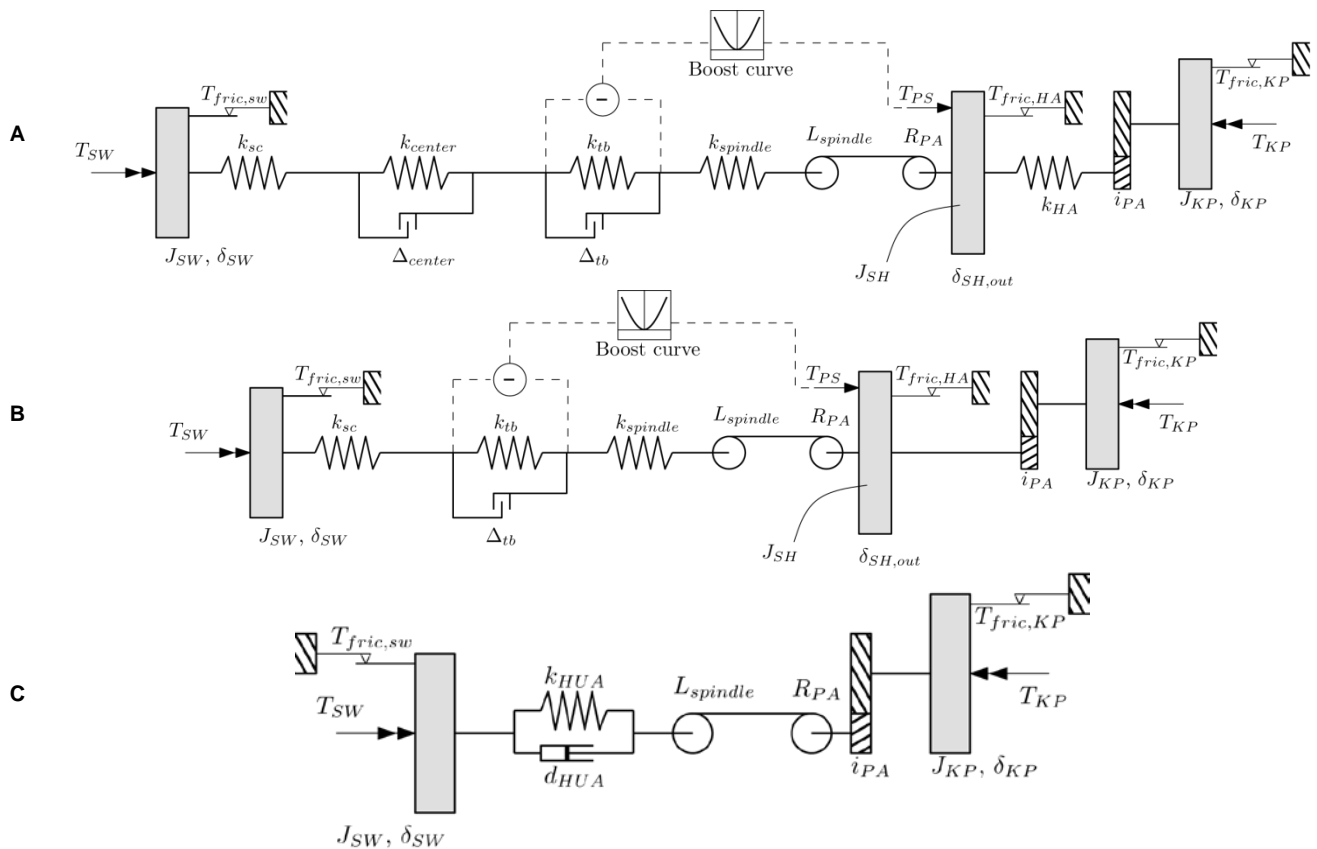 A
Boost curve
T_{fric,sw}
T_{PS}
T_{fric,HA}
T_{fric,KP}
T_{SW}
k_{sc}
k_{center}
k_{tb}
k_{spindle}
L_{spindle}
R_{PA}
T_{KP}
k_{HA}
i_{PA}
J_{KP}, δ_{KP}
J_{SW}, δ_{SW}
Δ_{center}
Δ_{tb}
J_{SH}
δ_{SH,out}
B
Boost curve
T_{fric,sw}
T_{PS}
T_{fric,HA}
T_{fric,KP}
T_{SW}
k_{sc}
k_{tb}
k_{spindle}
L_{spindle}
R_{PA}
T_{KP}
i_{PA}
J_{KP}, δ_{KP}
J_{SW}, δ_{SW}
Δ_{tb}
J_{SH}
δ_{SH,out}
C
T_{fric,sw}
T_{fric,KP}
T_{SW}
k_{HUA}
L_{spindle}
R_{PA}
T_{KP}
d_{HUA}
i_{PA}
J_{KP}, δ_{KP}
J_{SW}, δ_{SW}